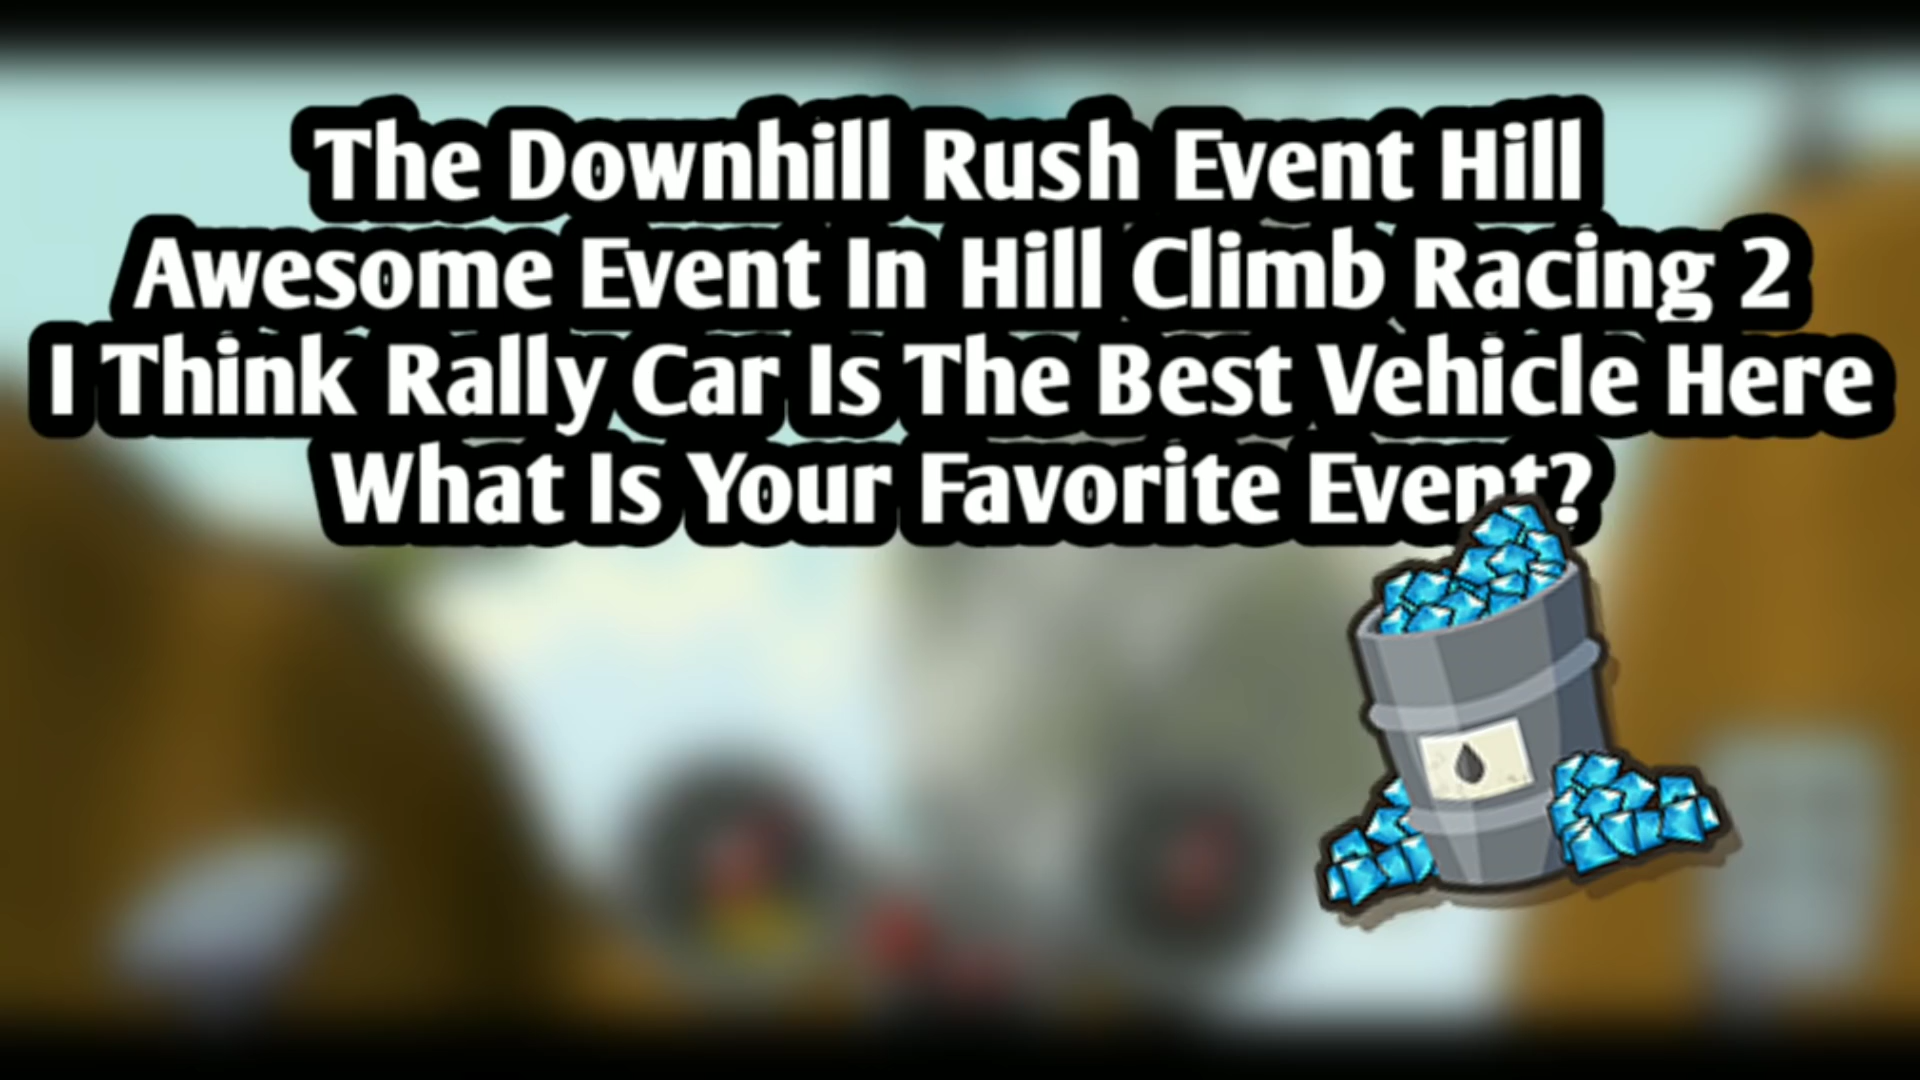 The Downhill Rush Event Hill
Awesome Event In Hill Climb Racing 2
I Think Rally Car Is The Best Vehicle Here
What Is Your Favorite Event?